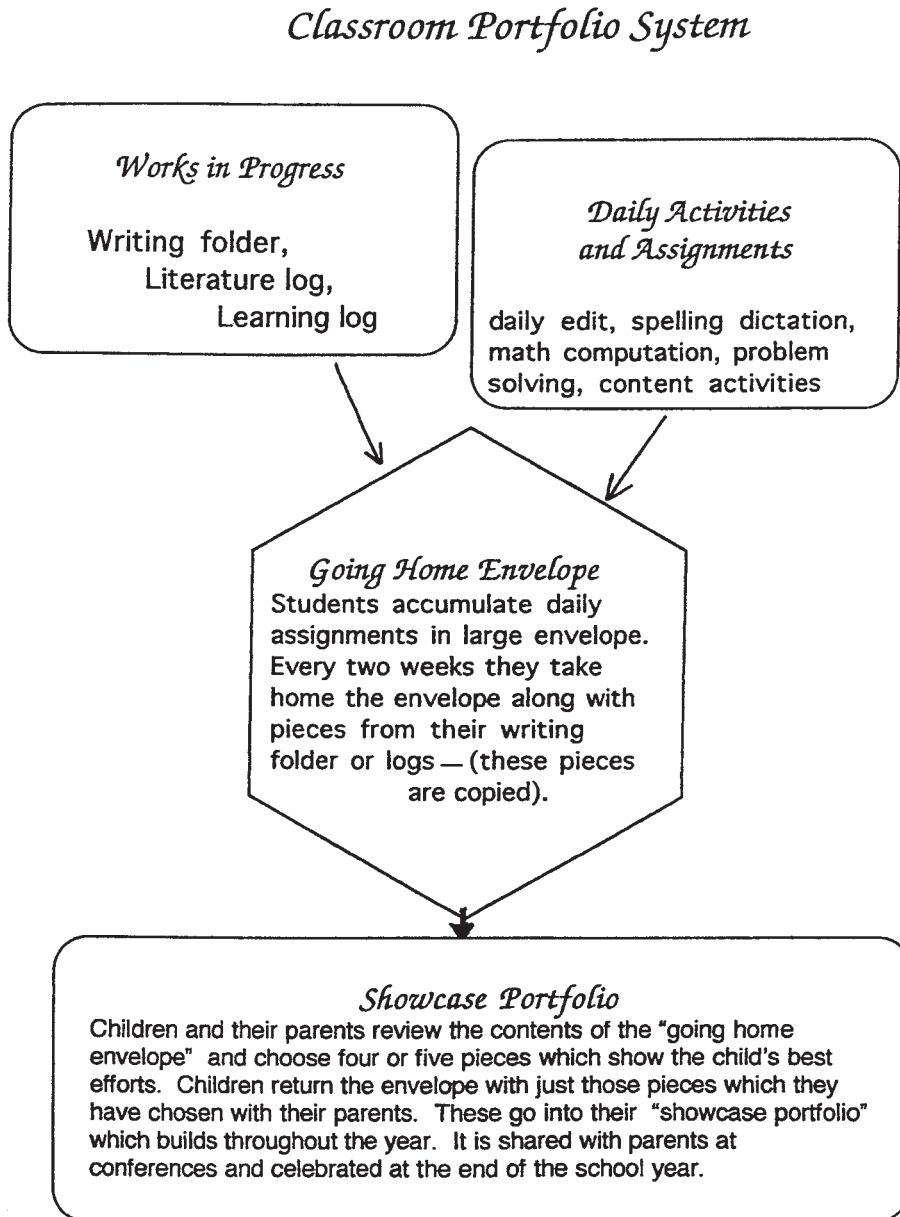 Classroom Portfolio System
Works in Progress
Writing folder,
Literature log,
Learning log
Daily Activities
and Assignments
daily edit, spelling dictation,
math computation, problem
solving, content activities
Going Home Envelope
Students accumulate daily
assignments in large envelope.
Every two weeks they take
home the envelope along with
pieces from their writing
folder or logs — (these pieces
are copied).
Showcase Portfolio
Children and their parents review the contents of the "going home
envelope" and choose four or five pieces which show the child's best
efforts. Children return the envelope with just those pieces which they
have chosen with their parents. These go into their "showcase portfolio"
which builds throughout the year. It is shared with parents at
conferences and celebrated at the end of the school year.